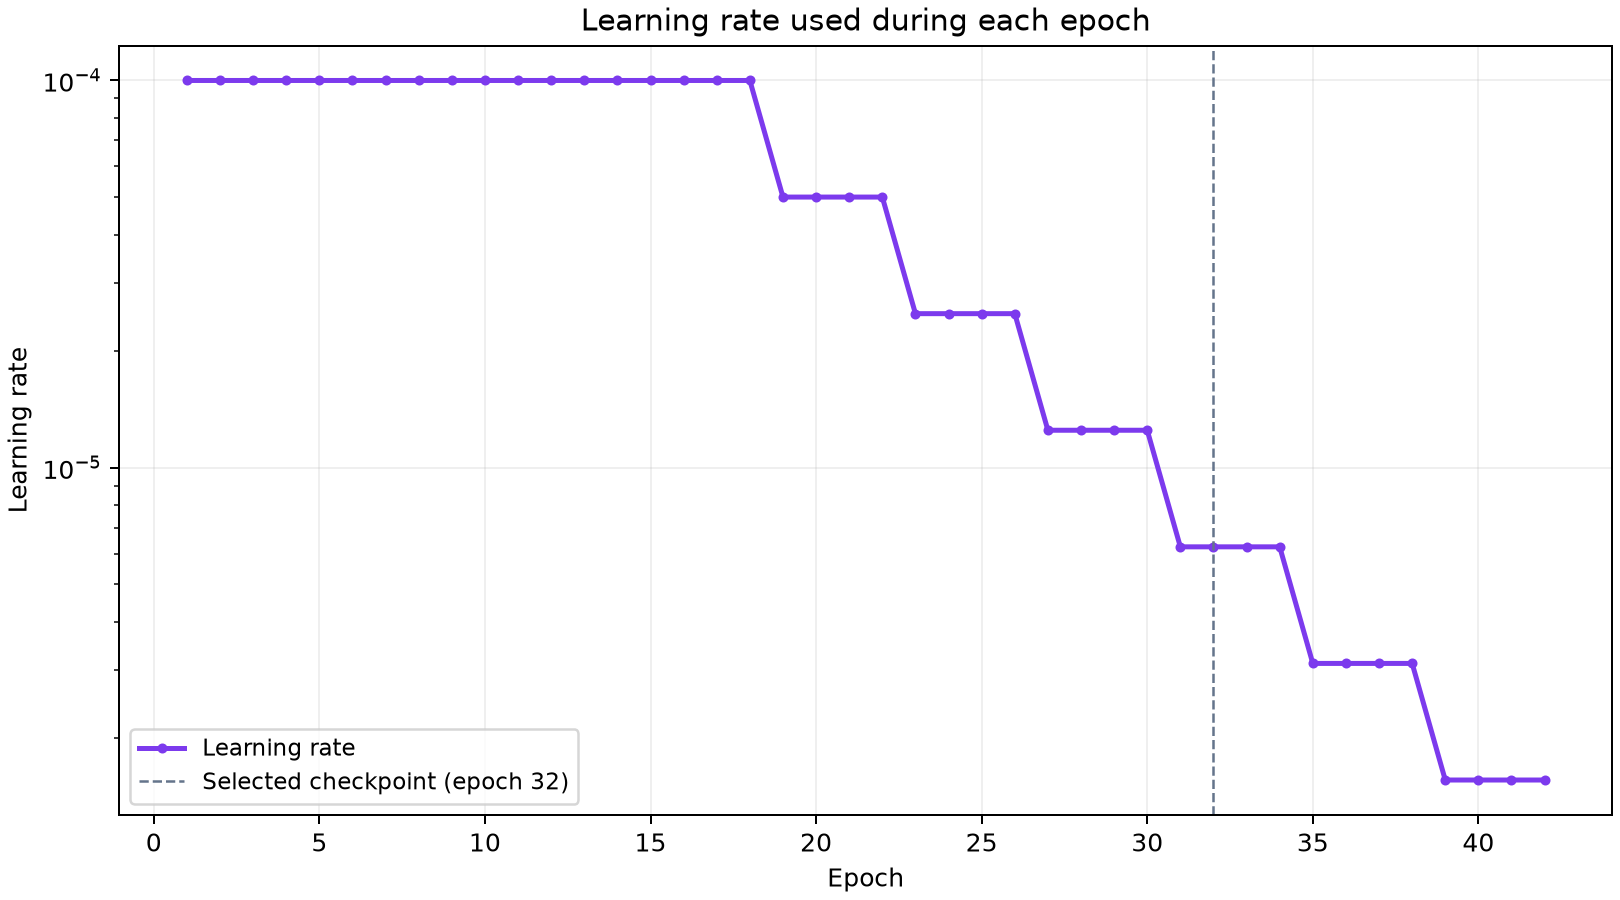 Learning rate used during each epoch
10⁻⁴
10⁻⁵
Learning rate
Learning rate
Selected checkpoint (epoch 32)
0 5 10 15 20 25 30 35 40
Epoch